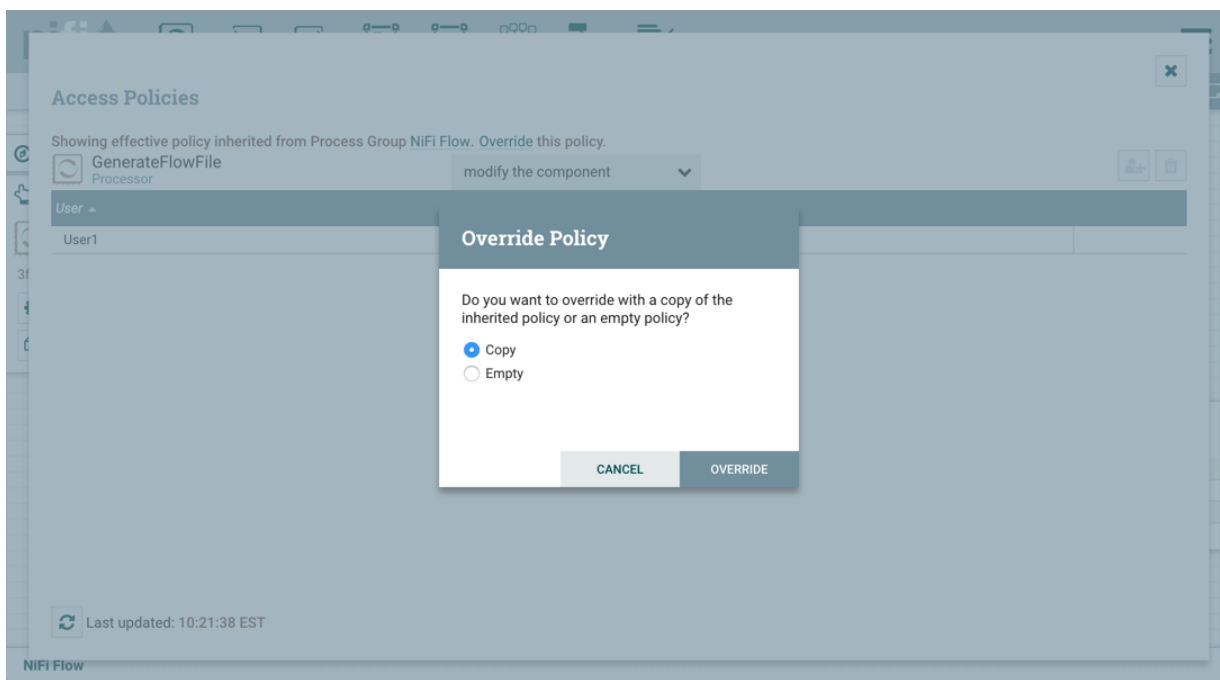 Access Policies
Showing effective policy inherited from Process Group NiFi Flow. Override this policy.
GenerateFlowFile
Processor
modify the component
User
User1
Override Policy
Do you want to override with a copy of the
inherited policy or an empty policy?
Copy
Empty
CANCEL
OVERRIDE
Last updated: 10:21:38 EST
NiFi Flow